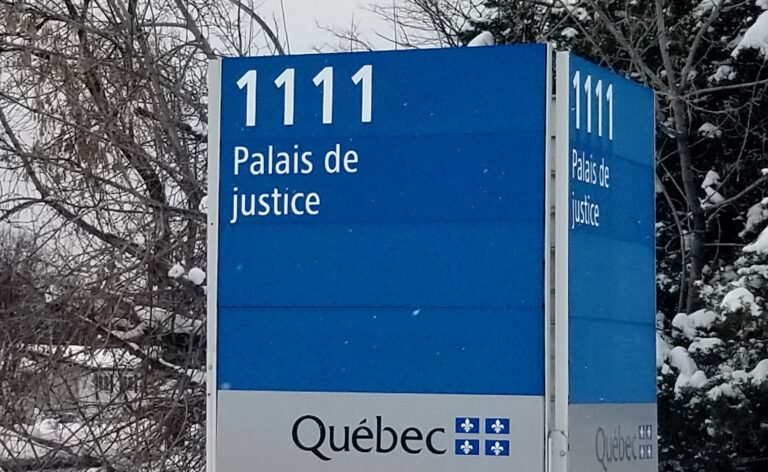 1111
Palais de
justice
Québec
1111
Palais de
justice
Québec